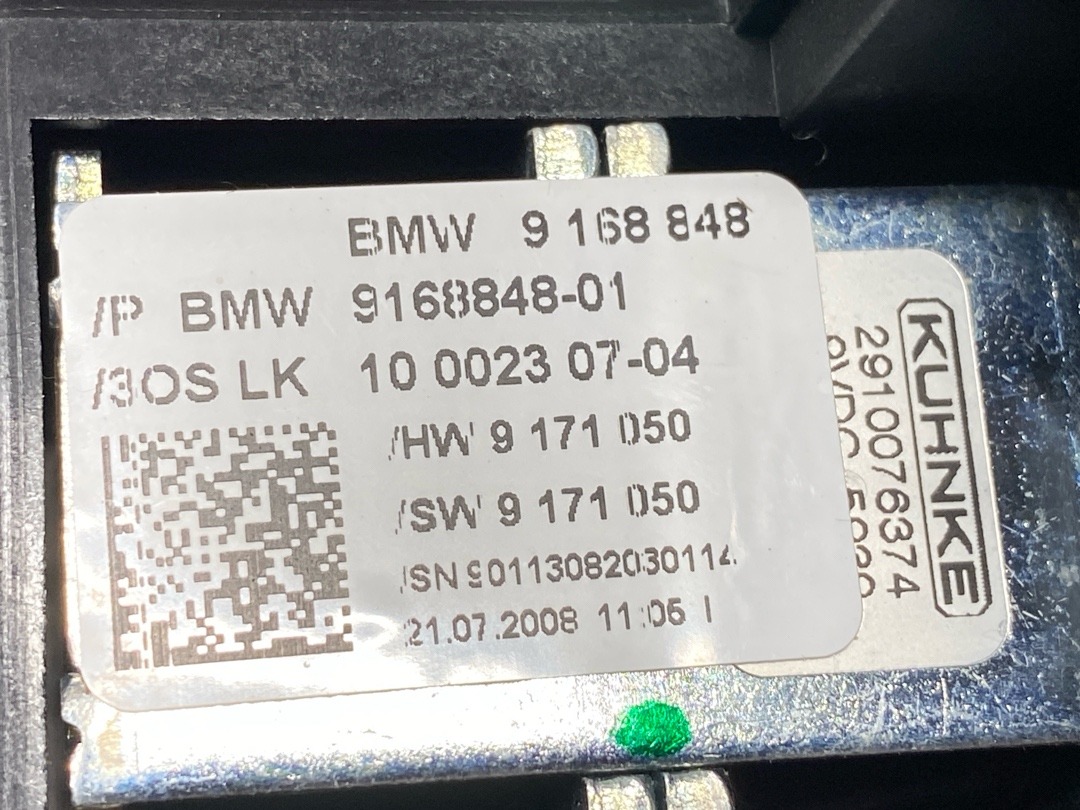 BMW 9 168 848
/P BMW 9168848-01
/3OS LK 10 0023 07-04
/HW 9 171 050
/SW 9 171 050
/SN 9011308203011
21.07.2008 11:05 I
KUHNKE
2910076374